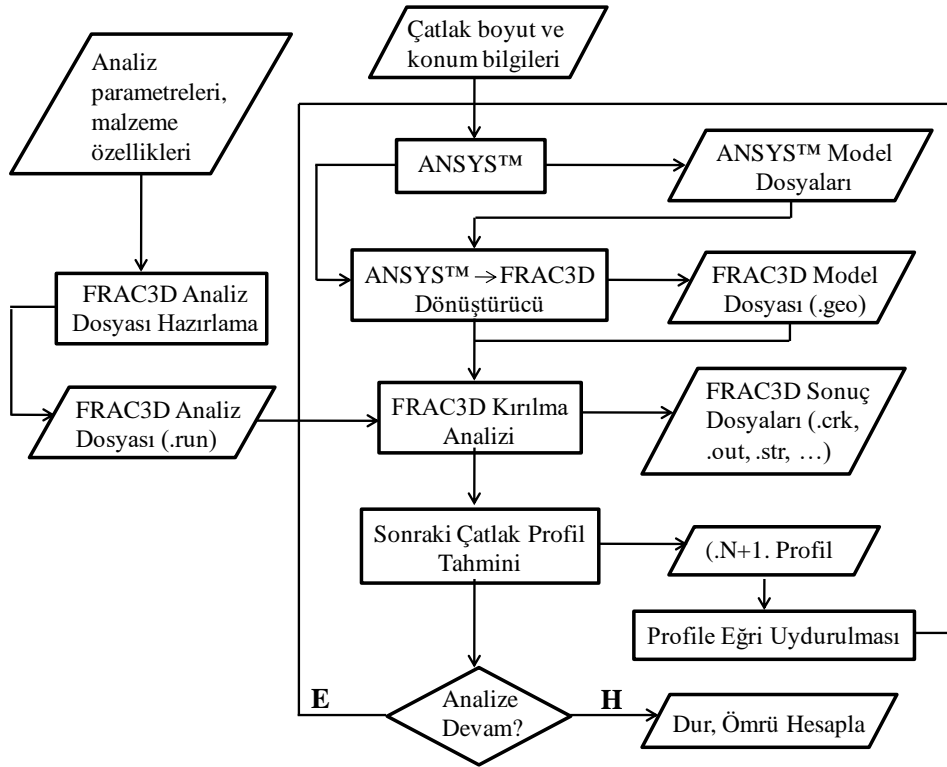 Çatlak boyut ve
konum bilgileri
Analiz
parametreleri,
malzeme
özellikleri
ANSYS™
ANSYS™ Model
Dosyaları
FRAC3D Analiz
Dosyası Hazırlama
ANSYS™→FRAC3D
Dönüştürücü
FRAC3D Model
Dosyası (.geo)
FRAC3D Analiz
Dosyası (.run)
FRAC3D Kırılma
Analizi
FRAC3D Sonuç
Dosyaları (.crk,
.out, .str, …)
Sonraki Çatlak Profil
Tahmini
(.N+1. Profil
Profile Eğri Uydurulması
E
Analize
Devam?
H
Dur, Ömrü Hesapla